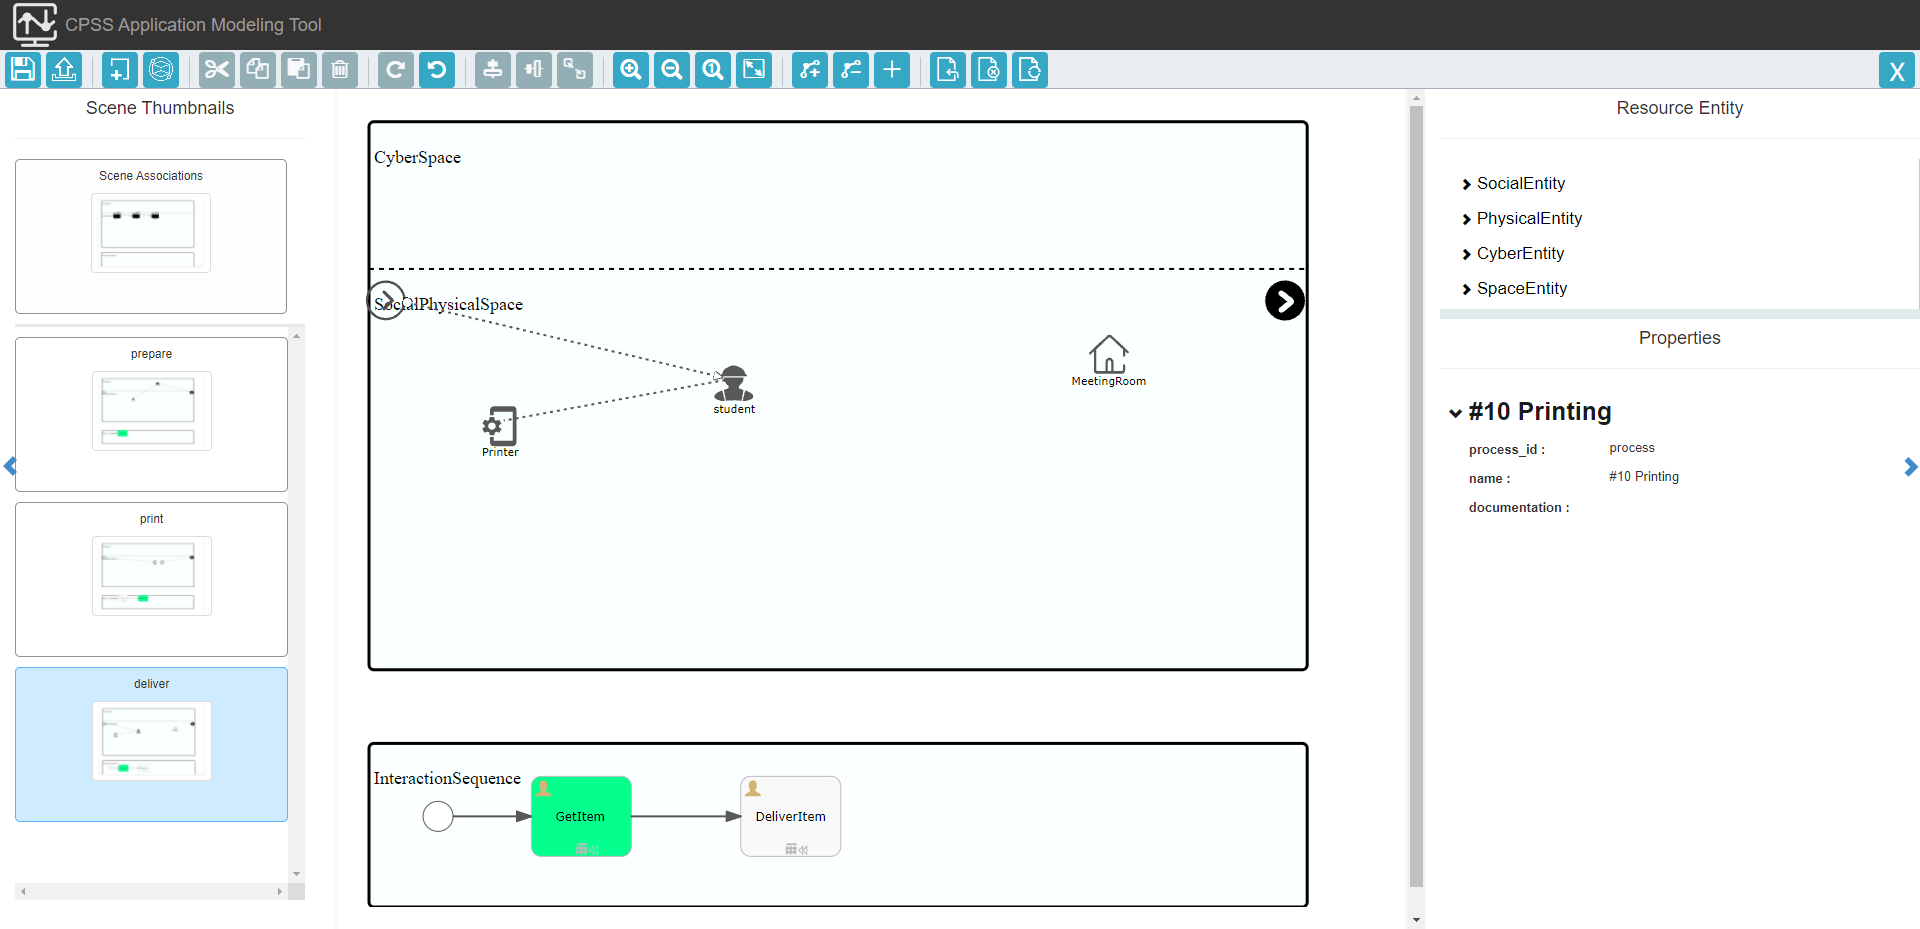 CPSS Application Modeling Tool
X
Scene Thumbnails
Scene Associations
prepare
print
deliver
CyberSpace
SocialPhysicalSpace
student
Printer
MeetingRoom
InteractionSequence
GetItem
DeliverItem
Resource Entity
SocialEntity
PhysicalEntity
CyberEntity
SpaceEntity
Properties
#10 Printing
process_id : process
name : #10 Printing
documentation :